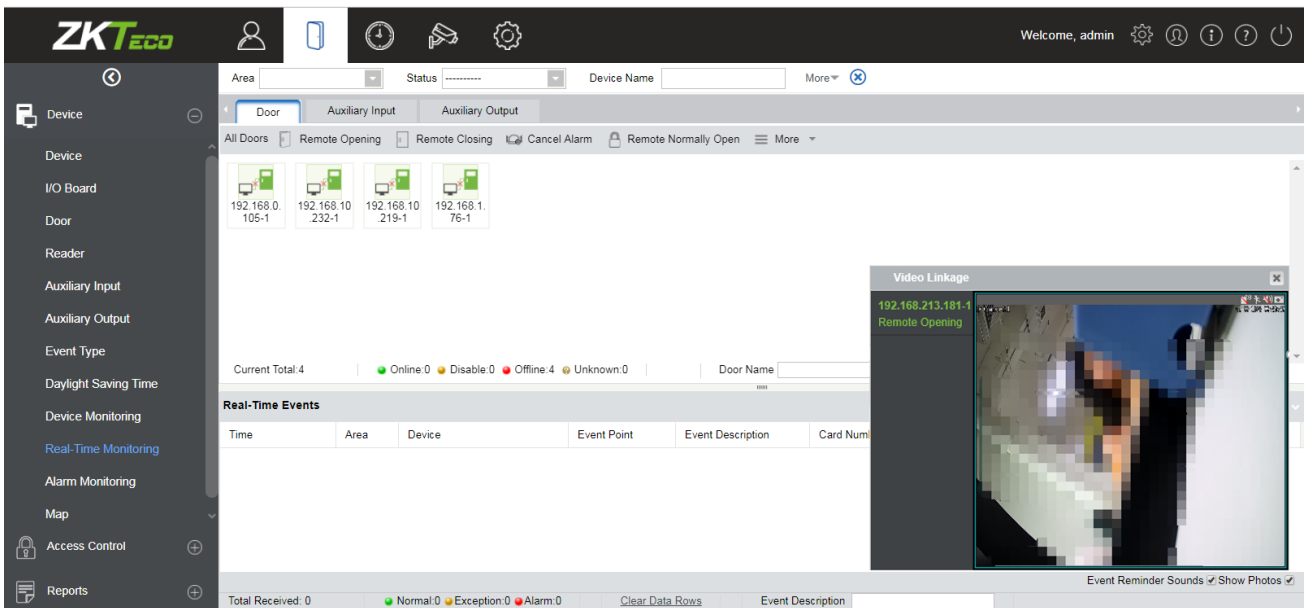 ZKTECO
Welcome, admin
Area
Status ----------
Device Name
More
Device
Device
I/O Board
Door
Reader
Auxiliary Input
Auxiliary Output
Event Type
Daylight Saving Time
Device Monitoring
Real-Time Monitoring
Alarm Monitoring
Map
Access Control
Reports
Door Auxiliary Input Auxiliary Output
All Doors Remote Opening Remote Closing Cancel Alarm Remote Normally Open More
192.168.0.
105-1
192.168.10
.232-1
192.168.10
.219-1
192.168.1.
76-1
Video Linkage
192.168.213.181-1
Remote Opening
Current Total:4 Online:0 Disable:0 Offline:4 Unknown:0 Door Name
Real-Time Events
Time Area Device Event Point Event Description Card Num
Event Reminder Sounds Show Photos
Total Received: 0 Normal:0 Exception:0 Alarm:0 Clear Data Rows Event Description